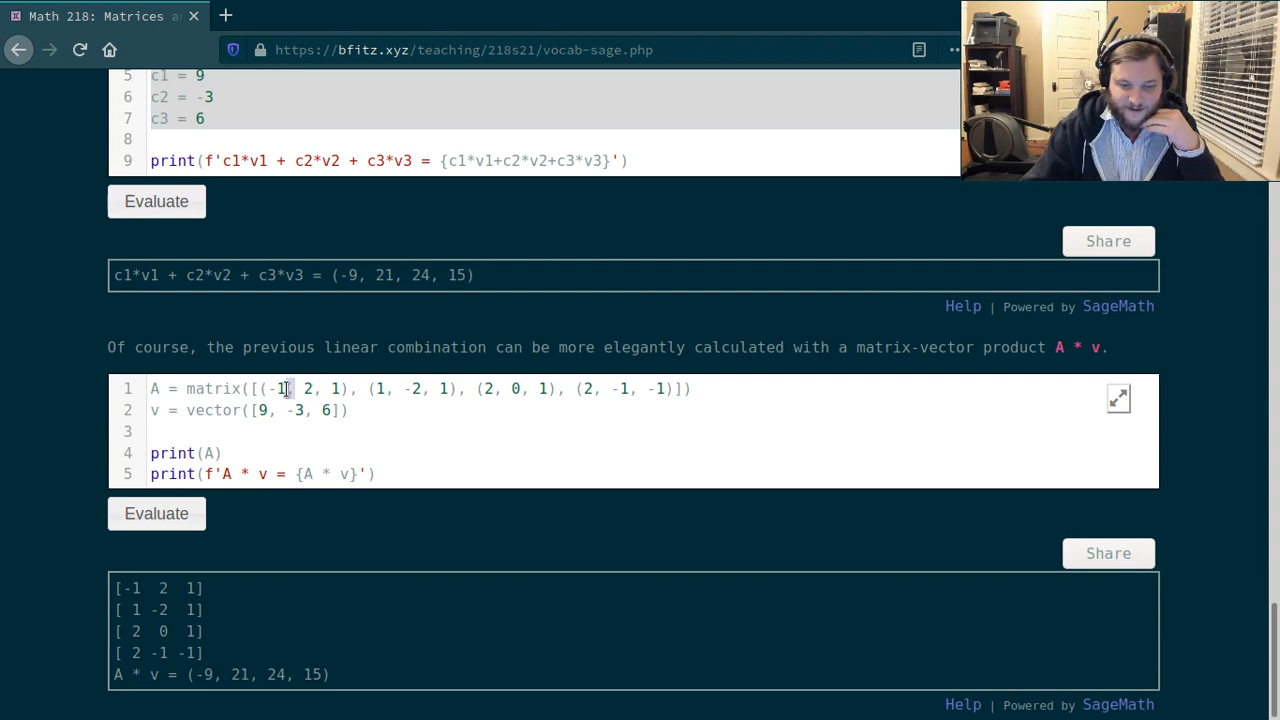 Math 218: Matrices a
https://bfitz.xyz/teaching/218s21/vocab-sage.php
5 c1 = 9
6 c2 = -3
7 c3 = 6
8
9 print(f'c1*v1 + c2*v2 + c3*v3 = {c1*v1+c2*v2+c3*v3}')
Evaluate
Share
c1*v1 + c2*v2 + c3*v3 = (-9, 21, 24, 15)
Help | Powered by SageMath
Of course, the previous linear combination can be more elegantly calculated with a matrix-vector product A * v.
1 A = matrix([(-1, 2, 1), (1, -2, 1), (2, 0, 1), (2, -1, -1)])
2 v = vector([9, -3, 6])
3
4 print(A)
5 print(f'A * v = {A * v}')
Evaluate
Share
[-1  2  1]
[ 1 -2  1]
[ 2  0  1]
[ 2 -1 -1]
A * v = (-9, 21, 24, 15)
Help | Powered by SageMath